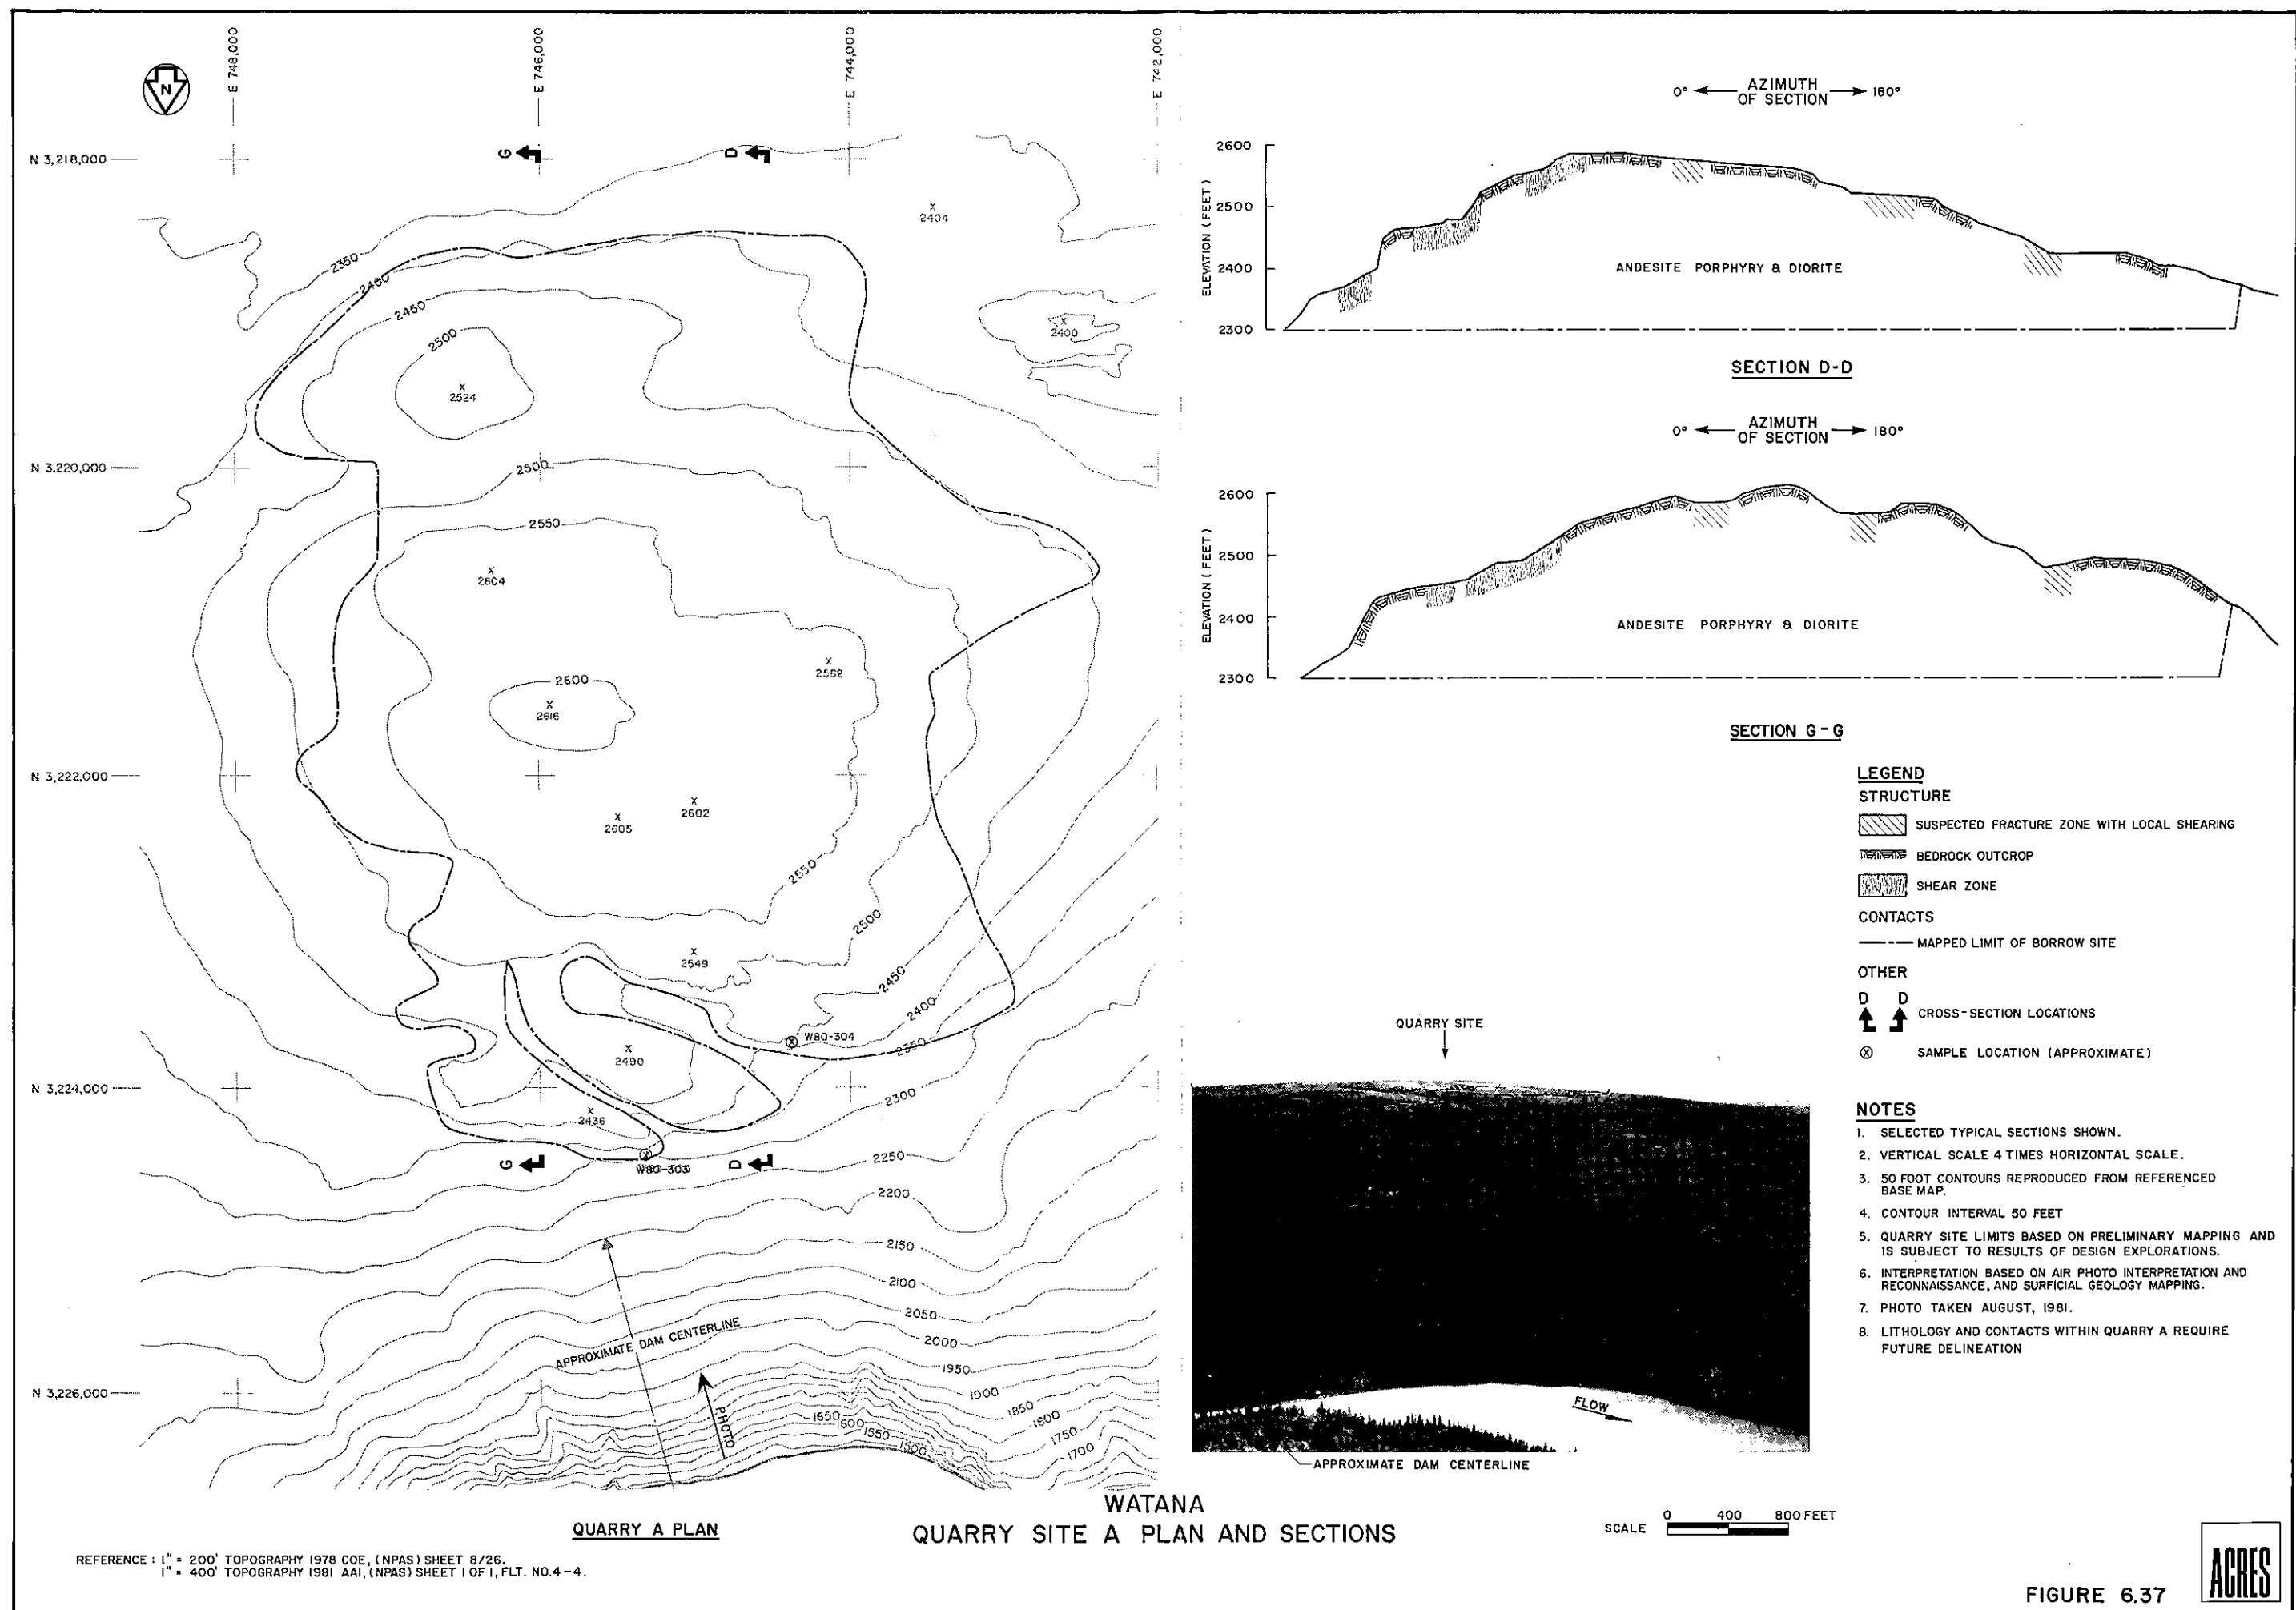 E 748,000
E 746,000
E 744,000
E 742,000
N
N 3,218,000
N 3,220,000
N 3,222,000
N 3,224,000
N 3,226,000
G
D
2404
2350
2400
2450
2500
2524
2400
2500
2550
2604
2562
2600
2616
2602
2605
2550
2500
2549
2450
2400
W80-304
2350
2490
2300
2436
G
W80-303
D
2250
2200
2150
2100
2050
2000
1950
1900
1850
1800
1750
1700
1650
1600
1550
1500
APPROXIMATE DAM CENTERLINE
PHOTO
QUARRY A PLAN
REFERENCE : 1" = 200' TOPOGRAPHY 1978 COE, (NPAS) SHEET 8/26.
1" = 400' TOPOGRAPHY 1981 AAI, (NPAS) SHEET 1 OF 1, FLT. NO. 4-4.
0° AZIMUTH OF SECTION 180°
ELEVATION (FEET)
2600
2500
2400
2300
ANDESITE PORPHYRY & DIORITE
SECTION D-D
0° AZIMUTH OF SECTION 180°
ELEVATION (FEET)
2600
2500
2400
2300
ANDESITE PORPHYRY & DIORITE
SECTION G-G
LEGEND
STRUCTURE
SUSPECTED FRACTURE ZONE WITH LOCAL SHEARING
BEDROCK OUTCROP
SHEAR ZONE
CONTACTS
MAPPED LIMIT OF BORROW SITE
OTHER
D D
CROSS-SECTION LOCATIONS
SAMPLE LOCATION (APPROXIMATE)
NOTES
1. SELECTED TYPICAL SECTIONS SHOWN.
2. VERTICAL SCALE 4 TIMES HORIZONTAL SCALE.
3. 50 FOOT CONTOURS REPRODUCED FROM REFERENCED
BASE MAP.
4. CONTOUR INTERVAL 50 FEET
5. QUARRY SITE LIMITS BASED ON PRELIMINARY MAPPING AND
IS SUBJECT TO RESULTS OF DESIGN EXPLORATIONS.
6. INTERPRETATION BASED ON AIR PHOTO INTERPRETATION AND
RECONNAISSANCE, AND SURFICIAL GEOLOGY MAPPING.
7. PHOTO TAKEN AUGUST, 1981.
8. LITHOLOGY AND CONTACTS WITHIN QUARRY A REQUIRE
FUTURE DELINEATION
QUARRY SITE
FLOW
APPROXIMATE DAM CENTERLINE
WATANA
QUARRY SITE A PLAN AND SECTIONS
SCALE 0 400 800 FEET
FIGURE 6.37
ACRES